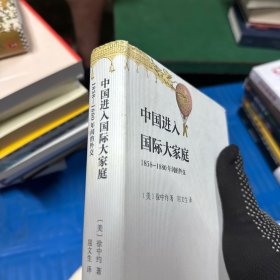 中国进入国际大家庭
1858—1880年间的外交
[美] 徐中约 著
屈文生 译
中国进入
国际大家庭
1858—1880年间的外交
[美] 徐中约 著 屈文生 译